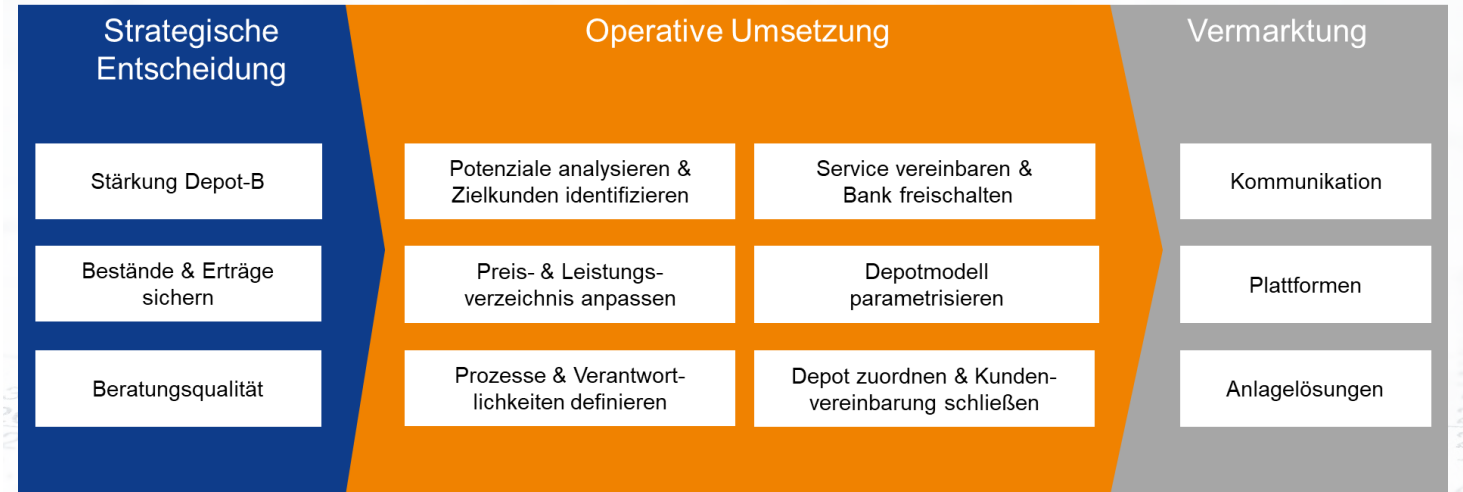 Strategische
Entscheidung
Stärkung Depot-B
Bestände & Erträge
sichern
Beratungsqualität
Operative Umsetzung
Potenziale analysieren &
Zielkunden identifizieren
Preis- & Leistungs-
verzeichnis anpassen
Prozesse & Verantwort-
lichkeiten definieren
Service vereinbaren &
Bank freischalten
Depotmodell
parametrisieren
Depot zuordnen & Kunden-
vereinbarung schließen
Vermarktung
Kommunikation
Plattformen
Anlagelösungen